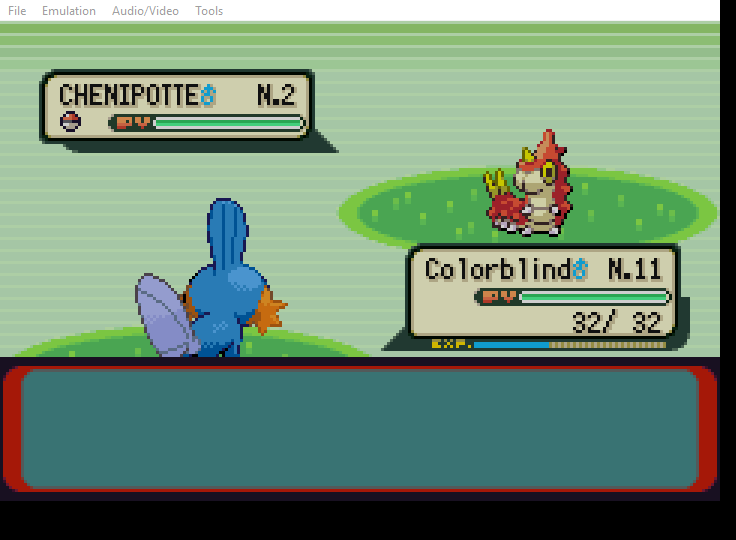 File Emulation Audio/Video Tools
CHENIPOTTE♂ N.2
PV
Colorblind♂ N.11
PV
32/ 32
EXP.